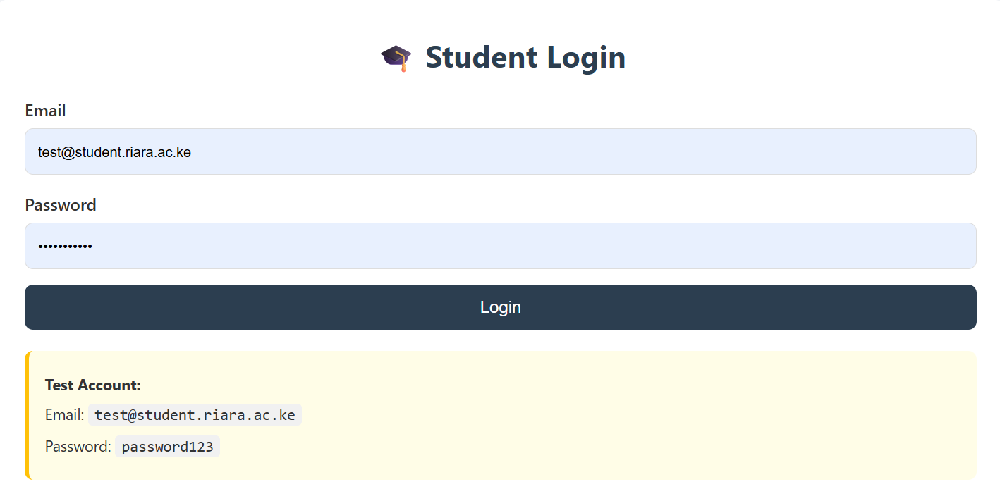 🎓 Student Login
Email
test@student.riara.ac.ke
Password
•••••••••••
Login
Test Account:
Email: test@student.riara.ac.ke
Password: password123